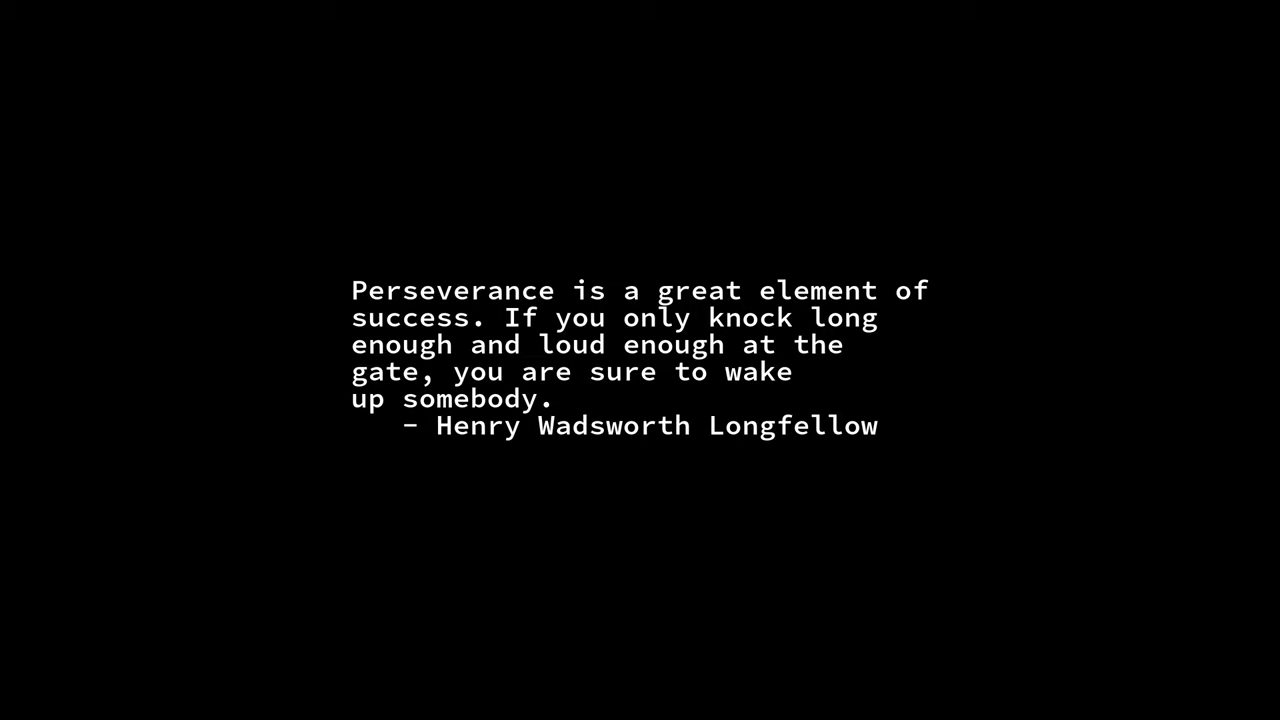 Perseverance is a great element of
success. If you only knock long
enough and loud enough at the
gate, you are sure to wake
up somebody.
- Henry Wadsworth Longfellow